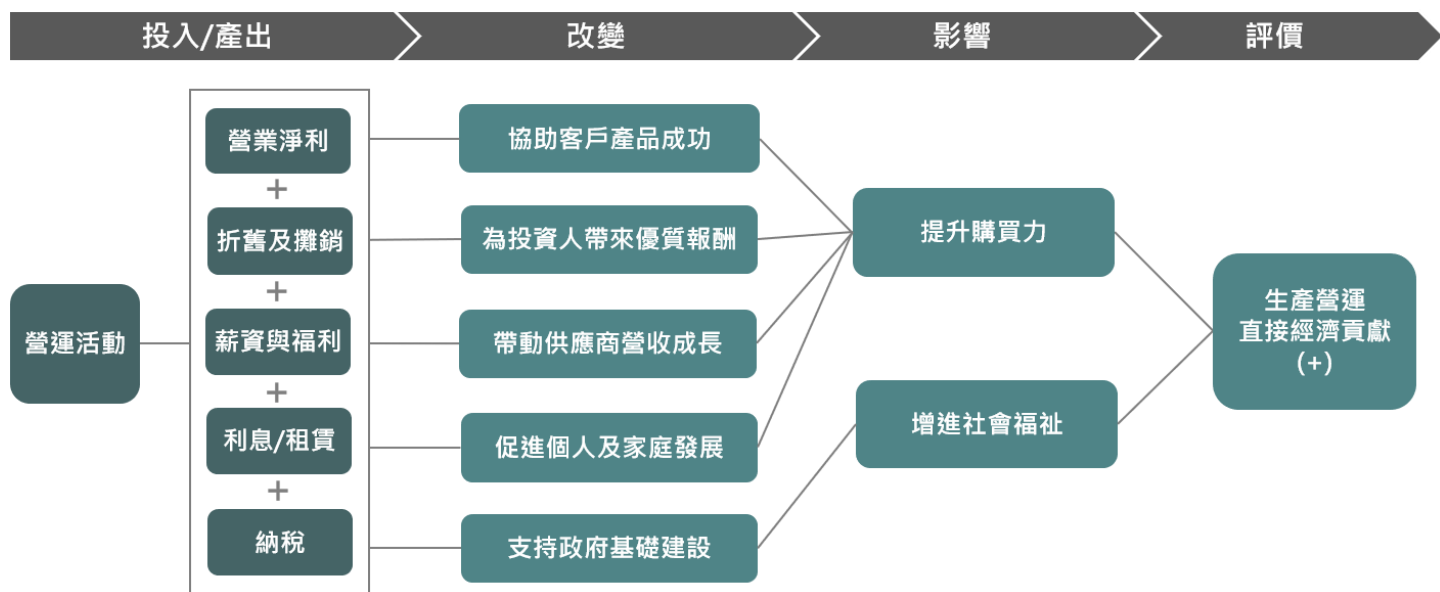 投入/產出
改變
影響
評價
營運活動
營業淨利
+
折舊及攤銷
+
薪資與福利
+
利息/租賃
+
納稅
協助客戶產品成功
為投資人帶來優質報酬
帶動供應商營收成長
促進個人及家庭發展
支持政府基礎建設
提升購買力
增進社會福祉
生產營運
直接經濟貢獻
(+)